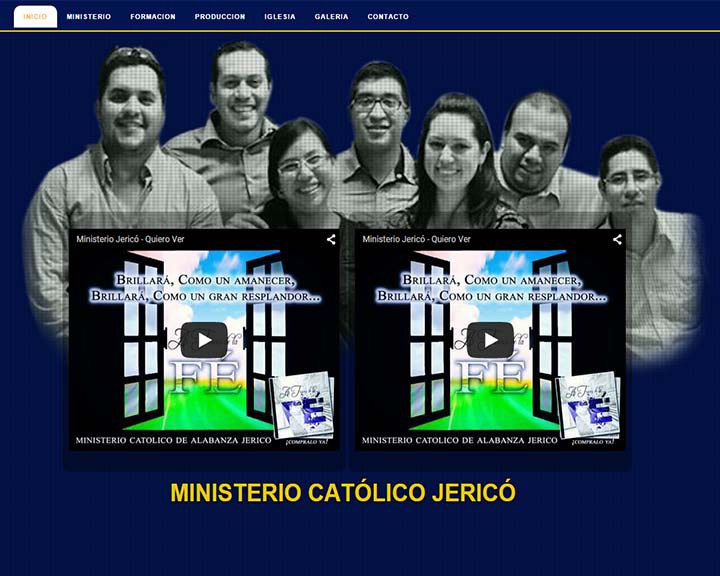 INICIO
MINISTERIO
FORMACION
PRODUCCION
IGLESIA
GALERIA
CONTACTO
Ministerio Jericó - Quiero Ver
BRILLARÁ, COMO UN AMANECER,
BRILLARÁ, COMO UN GRAN RESPLANDOR...
FÉ
MINISTERIO CATOLICO DE ALABANZA JERICO
¡COMPRALO YA!
Ministerio Jericó - Quiero Ver
BRILLARÁ, COMO UN AMANECER,
BRILLARÁ, COMO UN GRAN RESPLANDOR...
FÉ
MINISTERIO CATOLICO DE ALABANZA JERICO
¡COMPRALO YA!
MINISTERIO CATÓLICO JERICÓ